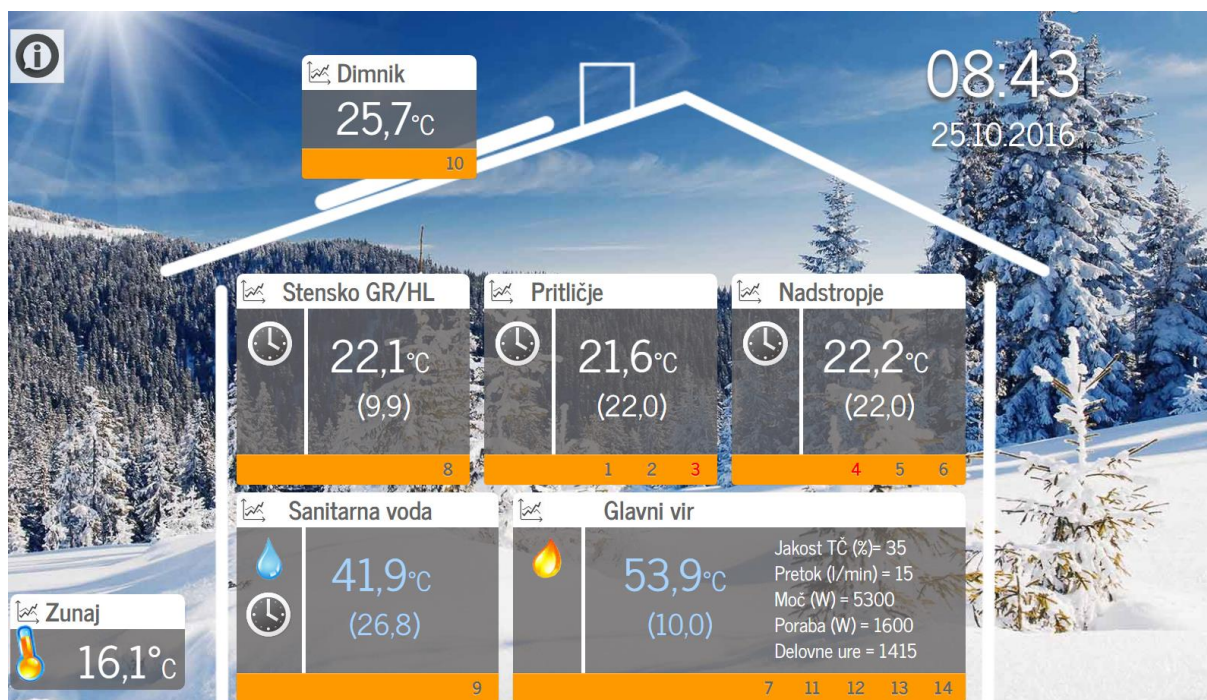 Dimnik
25,7°C
10
08:43
25.10.2016
Stensko GR/HL
22,1°C
(9,9)
8
Pritličje
21,6°C
(22,0)
1 2 3
Nadstropje
22,2°C
(22,0)
4 5 6
Sanitarna voda
41,9°C
(26,8)
9
Glavni vir
53,9°C
(10,0)
Jakost TČ (%)= 35
Pretok (l/min) = 15
Moč (W) = 5300
Poraba (W) = 1600
Delovne ure = 1415
7 11 12 13 14
Zunaj
16,1°C